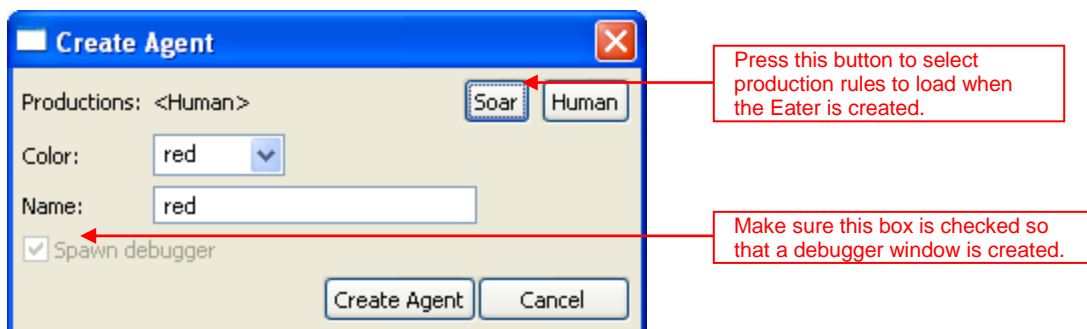 Create Agent
Productions: <Human>
Soar
Human
Press this button to select
production rules to load when
the Eater is created.
Color:
red
Name:
red
Make sure this box is checked so
that a debugger window is created.
Spawn debugger
Create Agent
Cancel